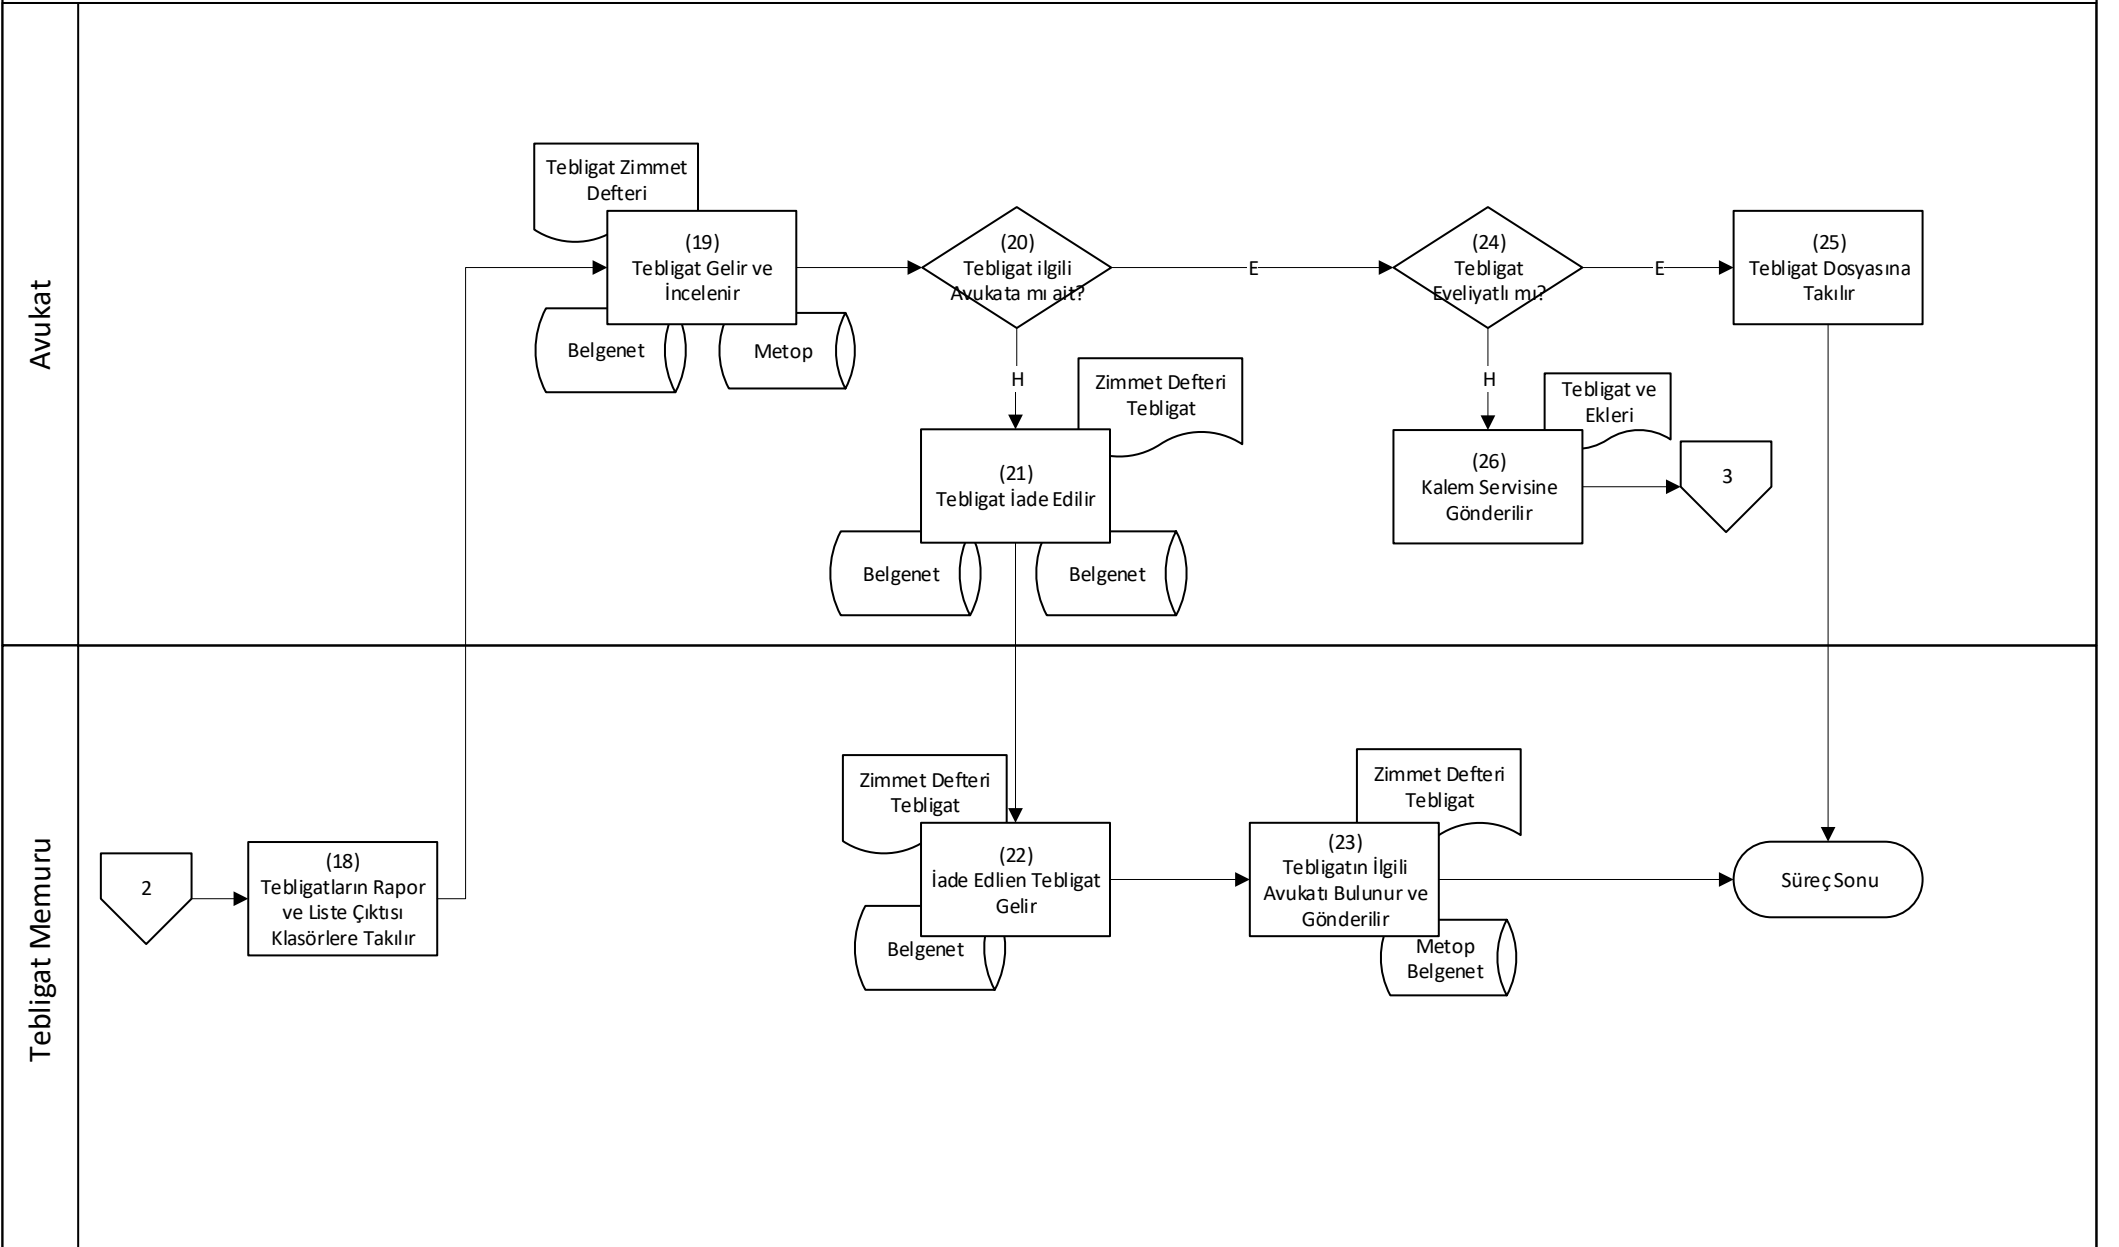 Avukat
Tebligat Zimmet
Defteri
(19)
Tebligat Gelir ve
İncelenir
Belgenet
Metop
(20)
Tebligat ilgili
Avukata mı ait?
E
H
(24)
Tebligat
Eveliyatlı mı?
E
H
(25)
Tebligat Dosyasına
Takılır
Zimmet Defteri
Tebligat
(21)
Tebligat İade Edilir
Belgenet
Belgenet
Tebligat ve
Ekleri
(26)
Kalem Servisine
Gönderilir
3
Tebligat Memuru
2
(18)
Tebligatların Rapor
ve Liste Çıktısı
Klasörlere Takılır
Zimmet Defteri
Tebligat
(22)
İade Edlien Tebligat
Gelir
Belgenet
Zimmet Defteri
Tebligat
(23)
Tebligatın İlgili
Avukatı Bulunur ve
Gönderilir
Metop
Belgenet
Süreç Sonu